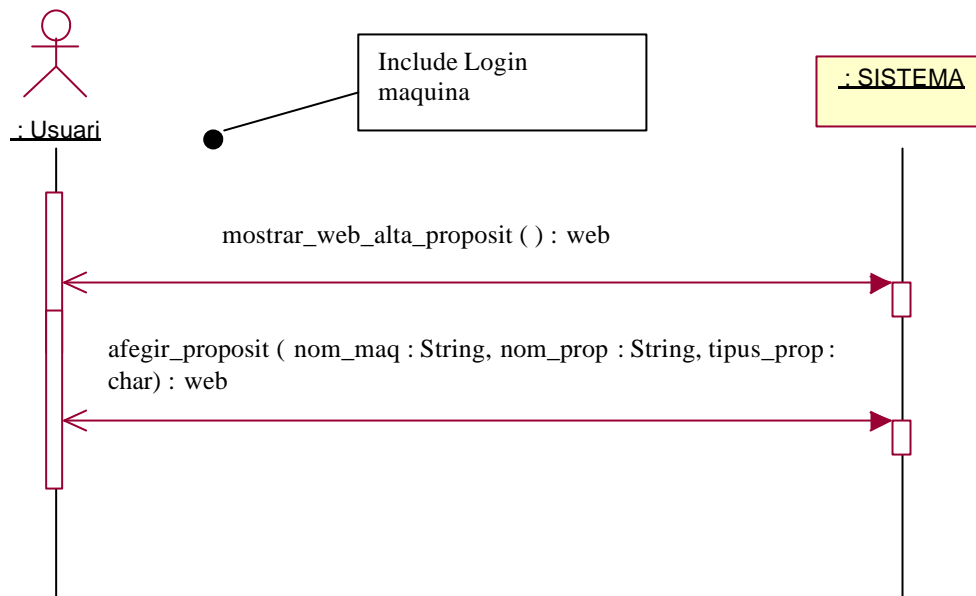 Include Login
maquina
: SISTEMA
: Usuari
mostrar_web_alta_proposit ( ) : web
afegir_proposit ( nom_maq : String, nom_prop : String, tipus_prop :
char) : web